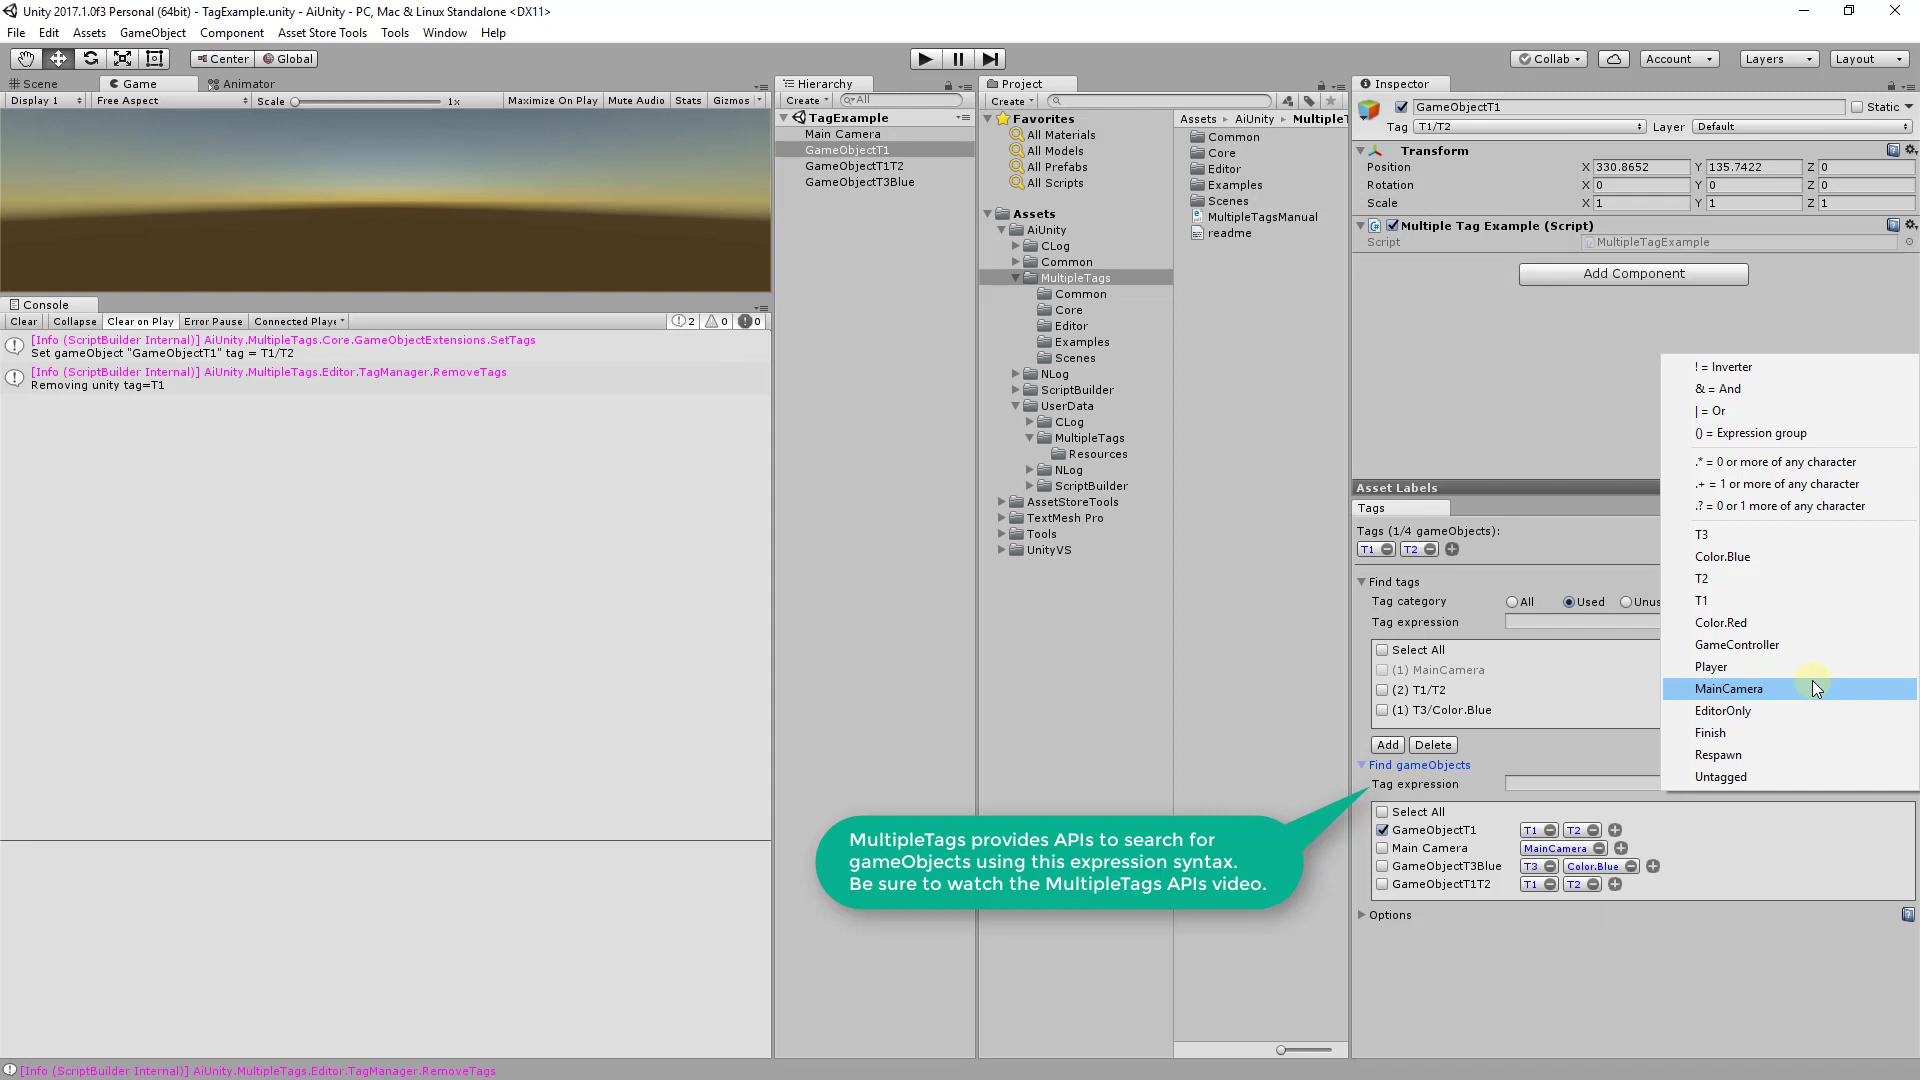 Unity 2017.1.0f3 Personal (64bit) - TagExample.unity - AiUnity - PC, Mac & Linux Standalone <DX11>
File Edit Assets GameObject Component Asset Store Tools Tools Window Help
Center Global
Collab Account Layers Layout
Scene Game Animator
Display 1 Free Aspect Scale 1x Maximize On Play Mute Audio Stats Gizmos
Console
Clear Collapse Clear on Play Error Pause Connected Playe 2 0 0
[Info (ScriptBuilder Internal)] AiUnity.MultipleTags.Core.GameObjectExtensions.SetTags
Set gameObject "GameObjectT1" tag = T1/T2
[Info (ScriptBuilder Internal)] AiUnity.MultipleTags.Editor.TagManager.RemoveTags
Removing unity tag=T1
Hierarchy
Create All
TagExample
Main Camera
GameObjectT1
GameObjectT1T2
GameObjectT3Blue
Project
Create
Favorites
All Materials
All Models
All Prefabs
All Scripts
Assets
AiUnity
CLog
Common
MultipleTags
Common
Core
Editor
Examples
Scenes
NLog
ScriptBuilder
UserData
CLog
MultipleTags
Resources
NLog
ScriptBuilder
AssetStoreTools
TextMesh Pro
Tools
UnityVS
Assets AiUnity MultipleT
Common
Core
Editor
Examples
Scenes
MultipleTagsManual
readme
Inspector
GameObjectT1 Static
Tag T1/T2 Layer Default
Transform
Position X 330.8652 Y 135.7422 Z 0
Rotation X 0 Y 0 Z 0
Scale X 1 Y 1 Z 1
Multiple Tag Example (Script)
Script MultipleTagExample
Add Component
Asset Labels
Tags
Tags (1/4 gameObjects):
T1 T2
Find tags
Tag category All Used Unus
Tag expression
Select All
(1) MainCamera
(2) T1/T2
(1) T3/Color.Blue
Add Delete
Find gameObjects
Tag expression
Select All
GameObjectT1 T1 T2
Main Camera MainCamera
GameObjectT3Blue T3 Color.Blue
GameObjectT1T2 T1 T2
Options
! = Inverter
& = And
| = Or
() = Expression group
.* = 0 or more of any character
.+ = 1 or more of any character
.? = 0 or 1 more of any character
T3
Color.Blue
T2
T1
Color.Red
GameController
Player
MainCamera
EditorOnly
Finish
Respawn
Untagged
MultipleTags provides APIs to search for
gameObjects using this expression syntax.
Be sure to watch the MultipleTags APIs video.
[Info (ScriptBuilder Internal)] AiUnity.MultipleTags.Editor.TagManager.RemoveTags